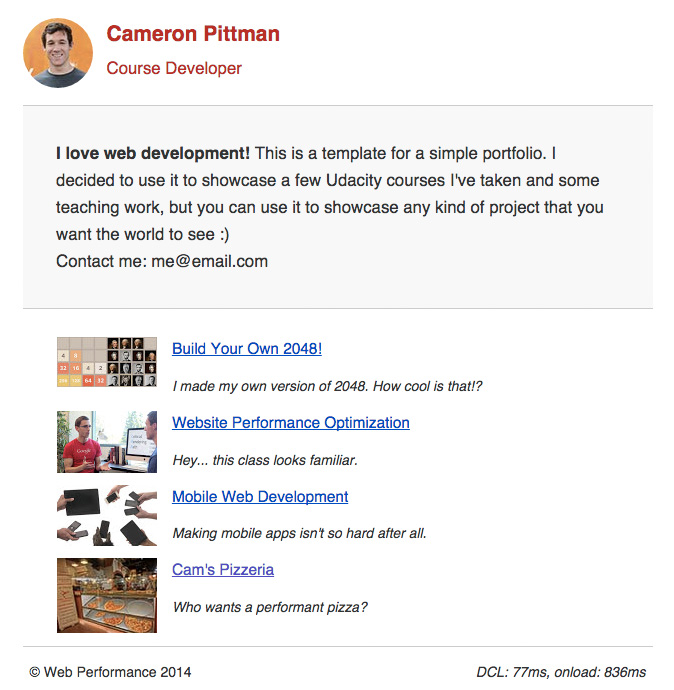 Cameron Pittman
Course Developer
I love web development! This is a template for a simple portfolio. I
decided to use it to showcase a few Udacity courses I've taken and some
teaching work, but you can use it to showcase any kind of project that you
want the world to see :)
Contact me: me@email.com
4 8
32 16 4 2
64 32
Build Your Own 2048!
I made my own version of 2048. How cool is that!?
Google
Website Performance Optimization
Hey... this class looks familiar.
Mobile Web Development
Making mobile apps isn't so hard after all.
Cam's Pizzeria
Who wants a performant pizza?
© Web Performance 2014
DCL: 77ms, onload: 836ms